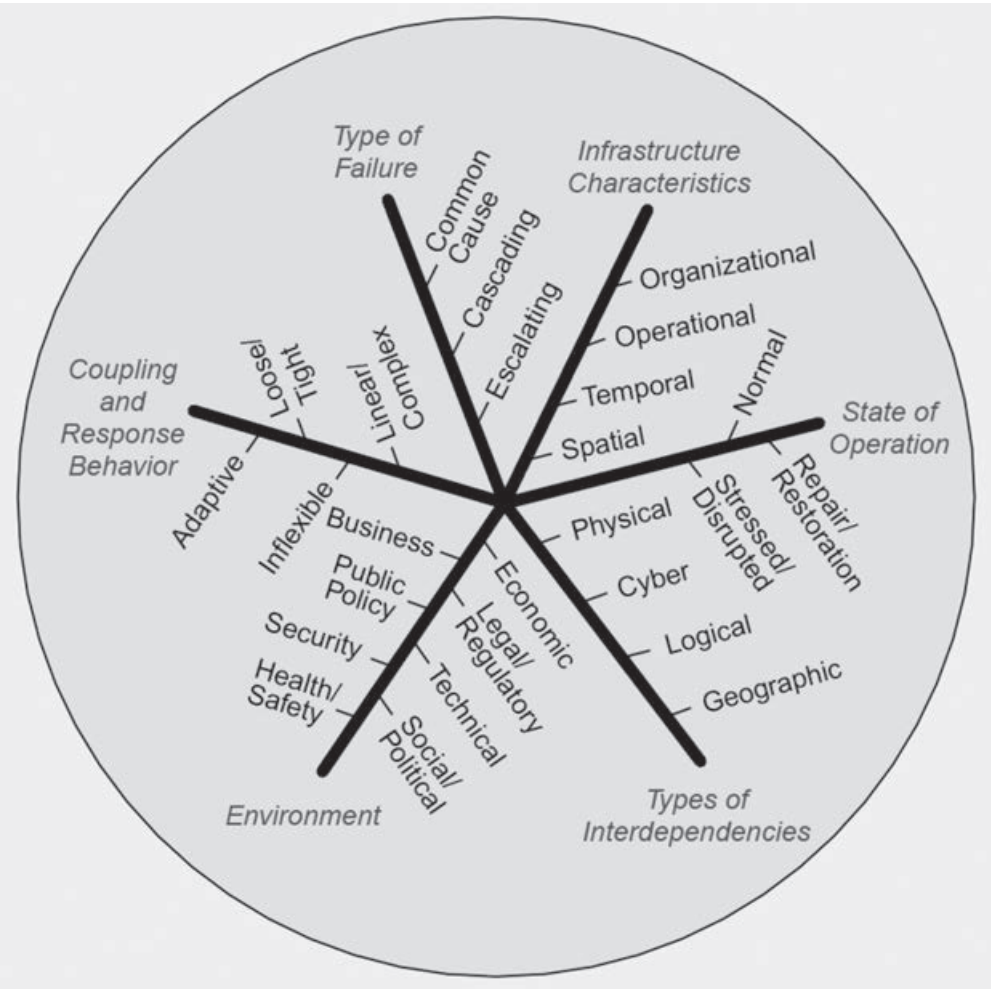 Type of
Failure
Common
Cause
Cascading
Escalating
Infrastructure
Characteristics
Organizational
Operational
Temporal
Spatial
State of
Operation
Normal
Repair/
Restoration
Stressed/
Disrupted
Types of
Interdependencies
Physical
Cyber
Logical
Geographic
Environment
Economic
Legal/
Regulatory
Technical
Social/
Political
Business
Public
Policy
Security
Health/
Safety
Coupling
and
Response
Behavior
Loose/
Tight
Linear/
Complex
Adaptive
Inflexible